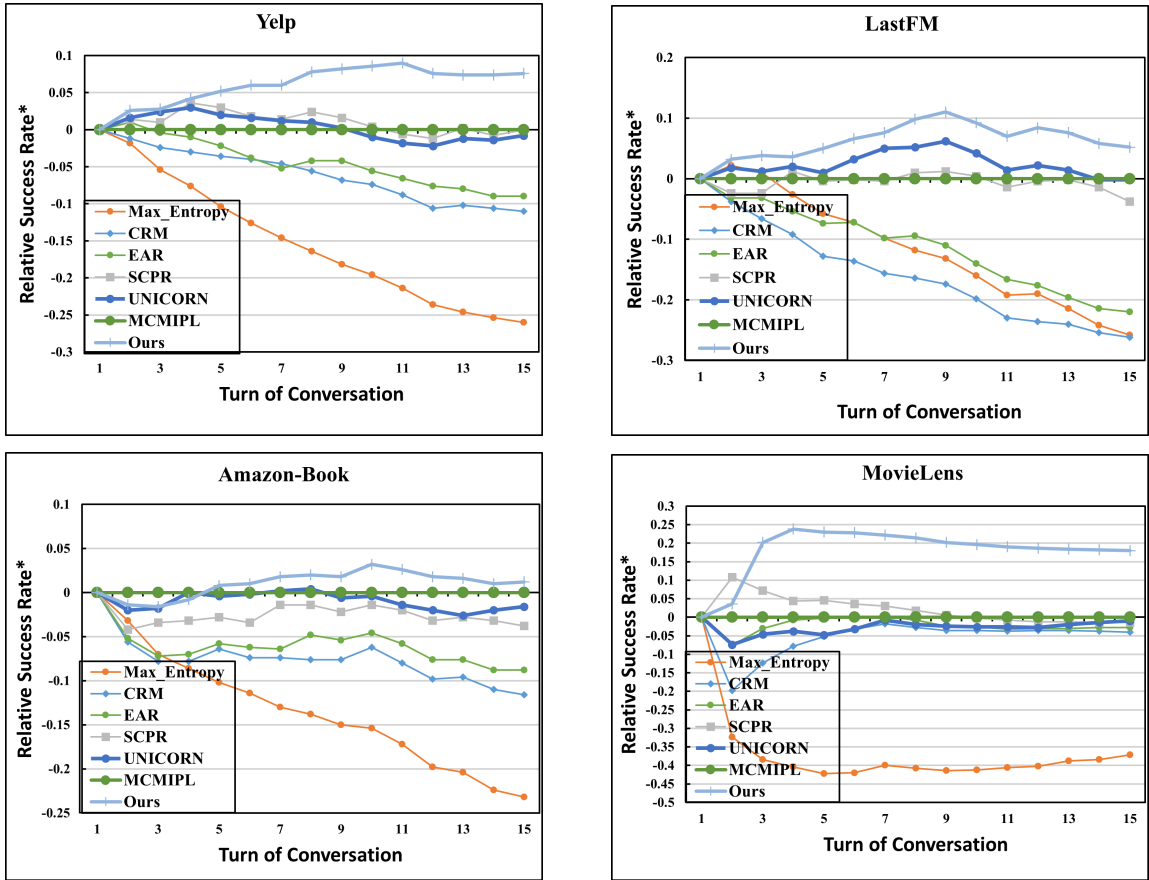 Yelp
0.1
0.05
0
-0.05
-0.1
-0.15
-0.2
-0.25
-0.3
Relative Success Rate*
Max_Entropy
CRM
EAR
SCPR
UNICORN
MCMIPL
Ours
1 3 5 7 9 11 13 15
Turn of Conversation
LastFM
0.2
0.1
0
-0.1
-0.2
-0.3
Relative Success Rate*
Max_Entropy
CRM
EAR
SCPR
UNICORN
MCMIPL
Ours
1 3 5 7 9 11 13 15
Turn of Conversation
Amazon-Book
0.1
0.05
0
-0.05
-0.1
-0.15
-0.2
-0.25
Relative Success Rate*
Max_Entropy
CRM
EAR
SCPR
UNICORN
MCMIPL
Ours
1 3 5 7 9 11 13 15
Turn of Conversation
MovieLens
0.3
0.25
0.2
0.15
0.1
0.05
0
-0.05
-0.1
-0.15
-0.2
-0.25
-0.3
-0.35
-0.4
-0.45
-0.5
Relative Success Rate*
Max_Entropy
CRM
EAR
SCPR
UNICORN
MCMIPL
Ours
1 3 5 7 9 11 13 15
Turn of Conversation